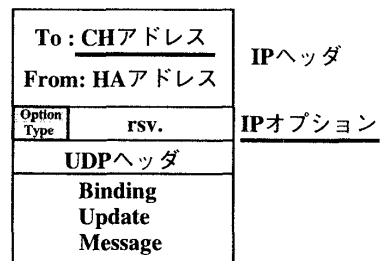 To : CHアドレス
From: HAアドレス
IPヘッダ
Option
Type
rsv.
IPオプション
UDPヘッダ
Binding
Update
Message